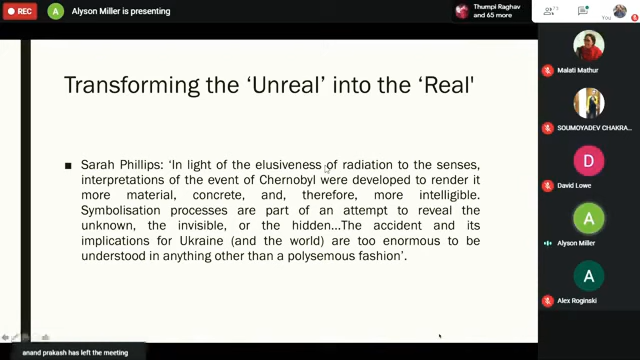 REC
A
Alyson Miller is presenting
Thumpi Raghav
and 65 more
You
Transforming the ‘Unreal’ into the ‘Real'
■ Sarah Phillips: ‘In light of the elusiveness of radiation to the senses,
interpretations of the event of Chernobyl were developed to render it
more material, concrete, and, therefore, more intelligible.
Symbolisation processes are part of an attempt to reveal the
unknown, the invisible, or the hidden...The accident and its
implications for Ukraine (and the world) are too enormous to be
understood in anything other than a polysemous fashion’.
Malati Mathur
SOUMOYADEV CHAKRA...
D
David Lowe
A
Alyson Miller
A
Alex Roginski
anand prakash has left the meeting